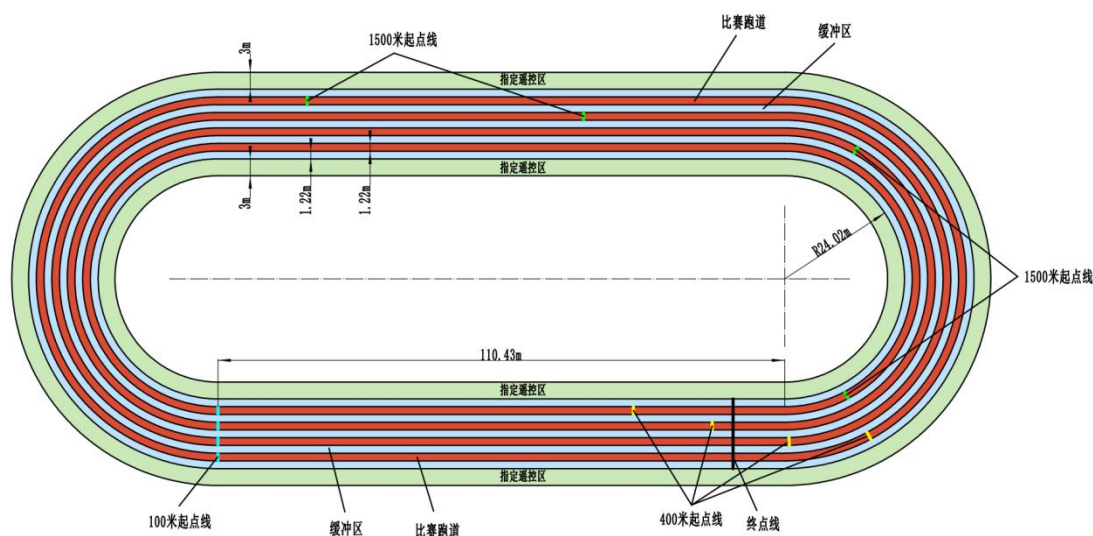 1500米起点线
比赛跑道
缓冲区
3m
指定遥控区
指定遥控区
3m
1.22m
1.22m
R24.02m
1500米起点线
110.43m
指定遥控区
指定遥控区
100米起点线
缓冲区
比赛跑道
400米起点线
终点线